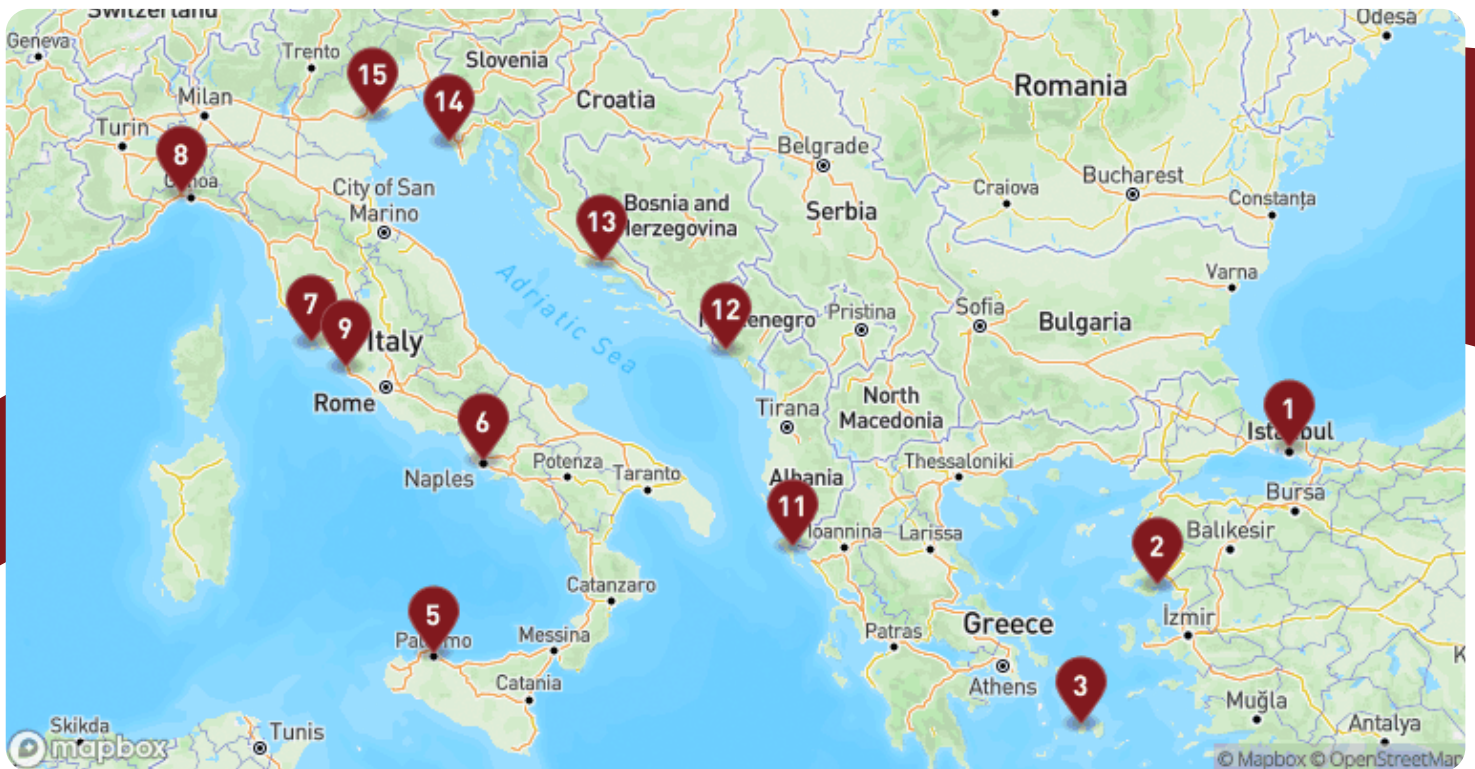 Switzerland
Odesa
Geneva
Trento
15
Slovenia
Romania
Milan
14
Croatia
Turin
8
Belgrade
Genoa
City of San
Marino
Bosnia and
Herzegovina
Serbia
Craiova
Bucharest
Constanța
13
Adriatic Sea
Varna
7
9
Italy
12
Montenegro
Pristina
Sofia
Bulgaria
Rome
Tirana
North
Macedonia
1
Istanbul
6
Naples
Potenza
Taranto
Albania
Thessaloniki
Bursa
11
Ioannina
Larissa
2
Balıkesir
Catanzaro
5
Palermo
Messina
Patras
Greece
İzmir
Athens
3
Catania
Muğla
Antalya
K
Skikda
Tunis
mapbox
© Mapbox © OpenStreetMap